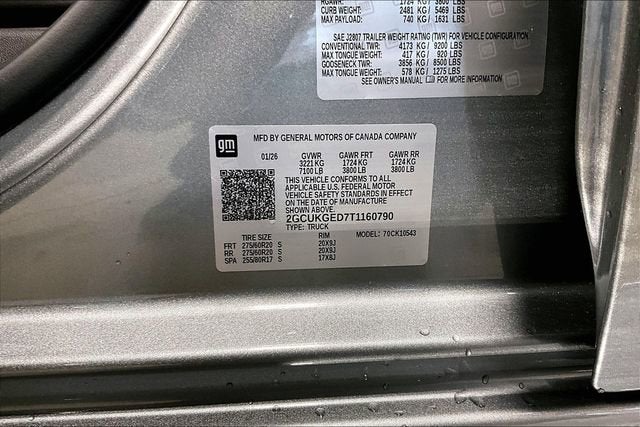 RGAWR: 1724 KG/ 3800 LBS
CURB WEIGHT: 2481 KG/ 5469 LBS
MAX PAYLOAD: 740 KG/ 1631 LBS
SAE J2807 TRAILER WEIGHT RATING (TWR) FOR VEHICLE CONFIGURATION
CONVENTIONAL TWR: 4173 KG/ 9200 LBS
MAX TONGUE WEIGHT: 417 KG/ 920 LBS
GOOSENECK TWR: 3856 KG/ 8500 LBS
MAX TONGUE WEIGHT: 578 KG/ 1275 LBS
SEE OWNER'S MANUAL FOR MORE INFORMATION
gm MFD BY GENERAL MOTORS OF CANADA COMPANY
01/26 GVWR GAWR FRT GAWR RR
3221 KG 1724 KG 1724 KG
7100 LB 3800 LB 3800 LB
THIS VEHICLE CONFORMS TO ALL
APPLICABLE U.S. FEDERAL MOTOR
VEHICLE SAFETY STANDARDS IN EFFECT
ON THE DATE OF MANUFACTURE
SHOWN ABOVE.
2GCUKGED7T1160790
TYPE: TRUCK
TIRE SIZE RIM MODEL: 70CK10543
FRT 275/60R20 S 20X9J
RR 275/60R20 S 20X9J
SPA 255/80R17 S 17X8J